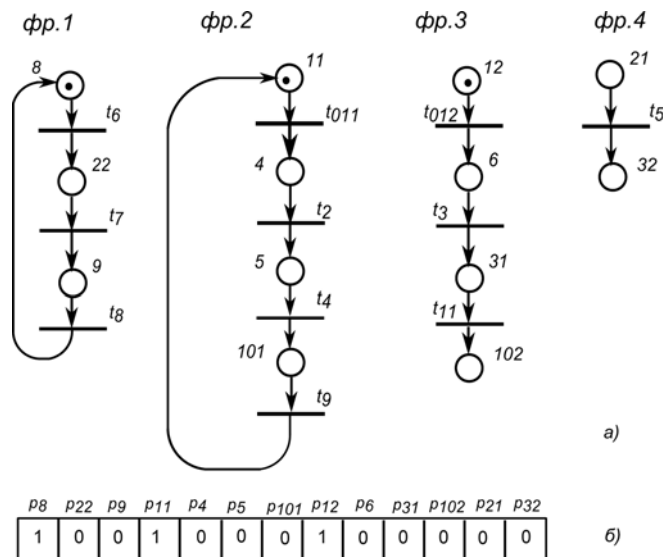 фр.1 фр.2 фр.3 фр.4
8 11 12 21
t6 t011 t012 t5
22 4 6 32
t7 t2 t3
9 5 31
t8 t4 t11
101 102
t9
а)
p8 p22 p9 p11 p4 p5 p101 p12 p6 p31 p102 p21 p32
1 0 0 1 0 0 0 1 0 0 0 0 0 б)